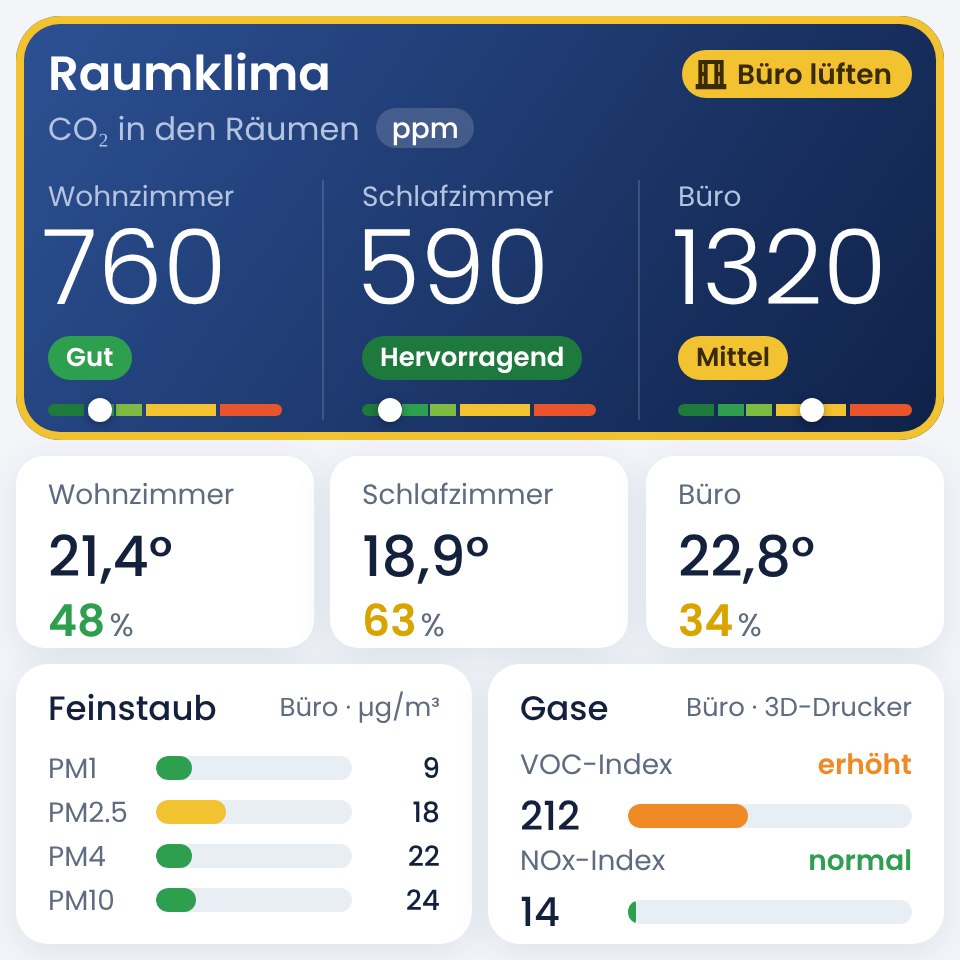 Raumklima
Büro lüften
CO₂ in den Räumen ppm
Wohnzimmer Schlafzimmer Büro
760 590 1320
Gut Hervorragend Mittel
Wohnzimmer Schlafzimmer Büro
21,4° 18,9° 22,8°
48 % 63 % 34 %
Feinstaub Büro · µg/m³
PM1 9
PM2.5 18
PM4 22
PM10 24
Gase Büro · 3D-Drucker
VOC-Index erhöht
212
NOx-Index normal
14